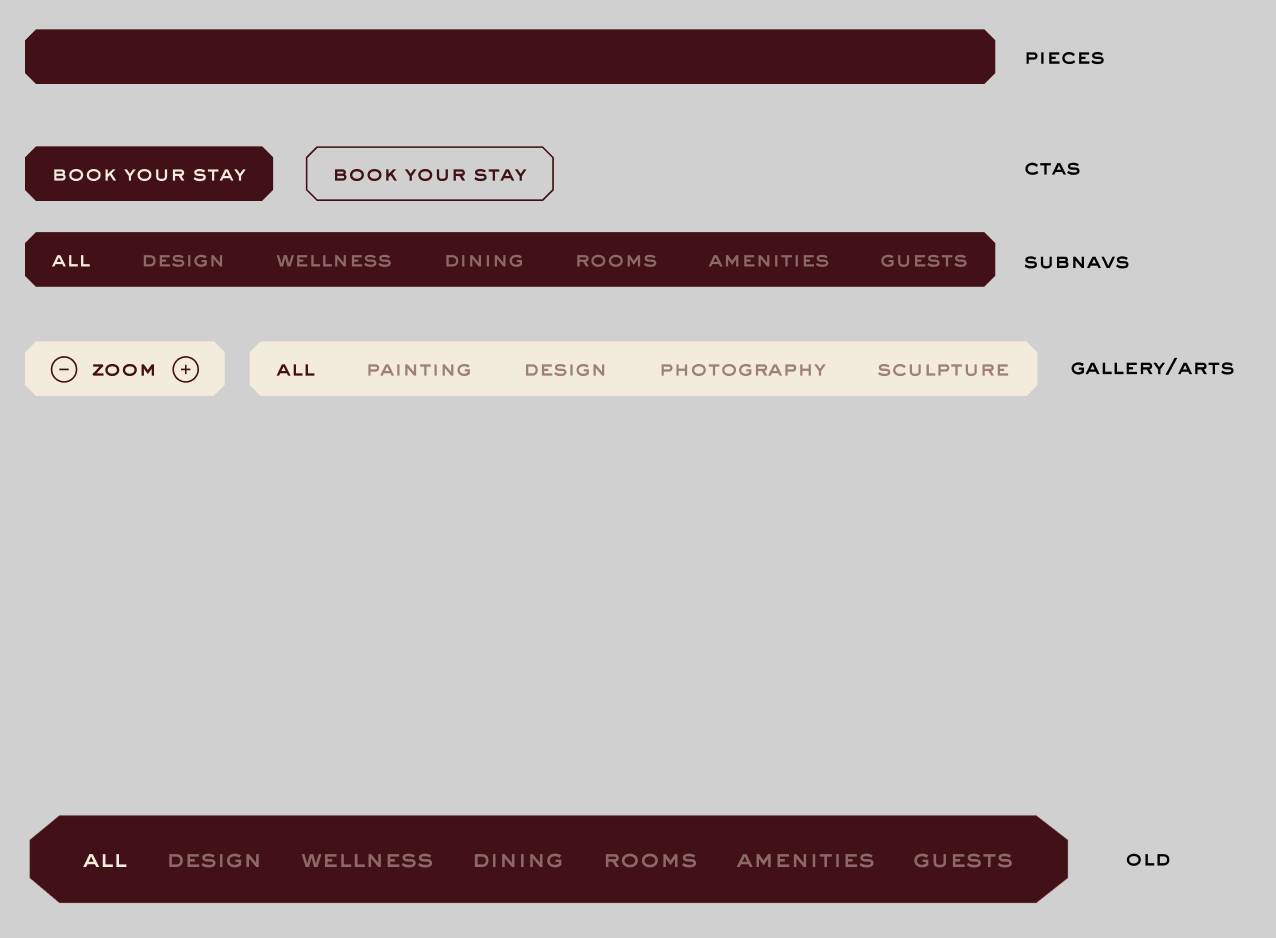 PIECES
BOOK YOUR STAY BOOK YOUR STAY CTAS
ALL DESIGN WELLNESS DINING ROOMS AMENITIES GUESTS SUBNAVS
− ZOOM + ALL PAINTING DESIGN PHOTOGRAPHY SCULPTURE GALLERY/ARTS
ALL DESIGN WELLNESS DINING ROOMS AMENITIES GUESTS OLD